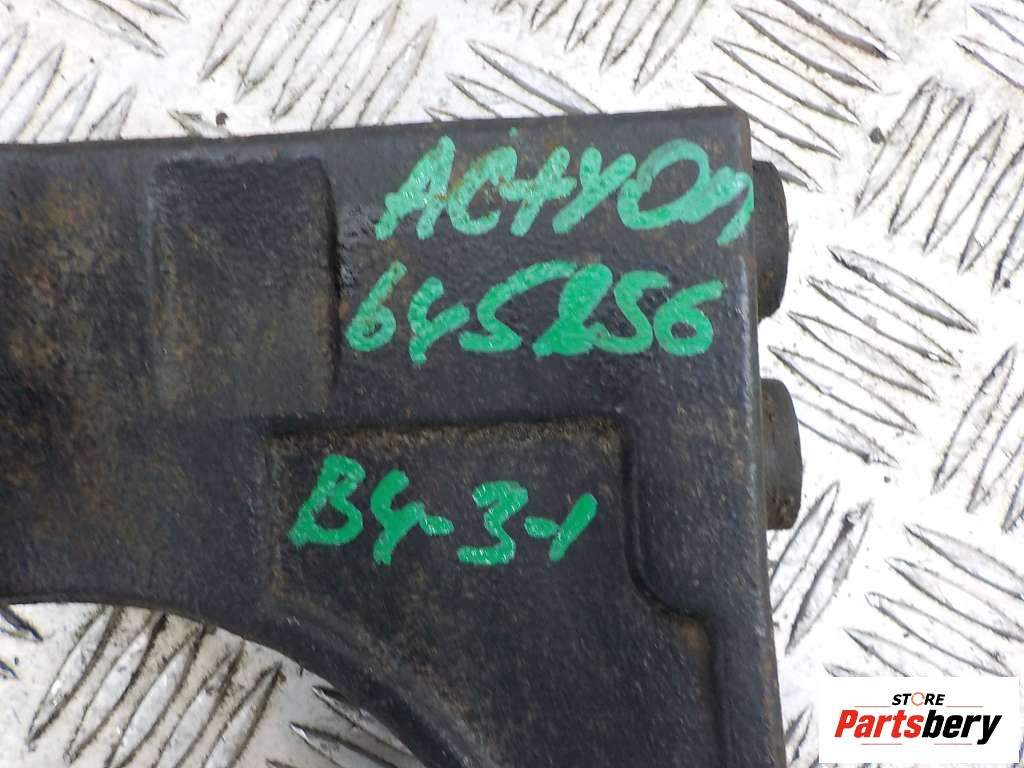 Actyon
645256
B4-3-1
STORE
Partsbery